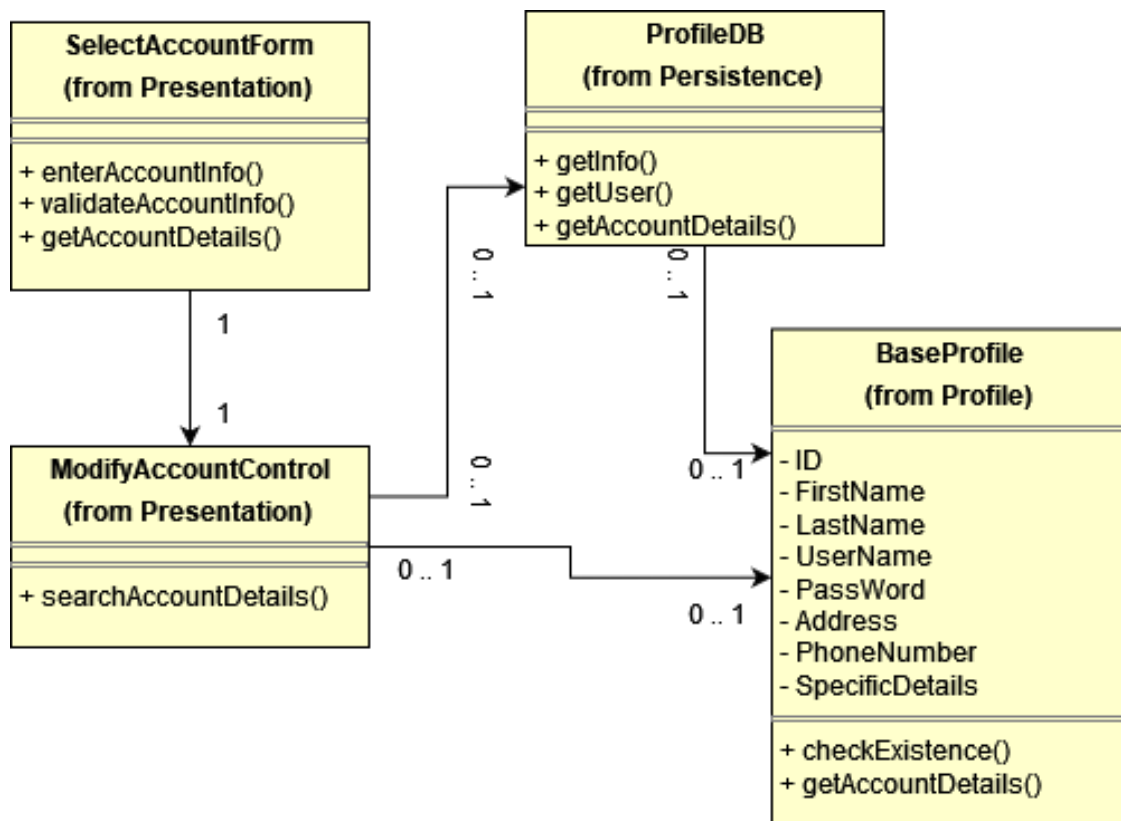 SelectAccountForm
(from Presentation)
+ enterAccountInfo()
+ validateAccountInfo()
+ getAccountDetails()
ProfileDB
(from Persistence)
+ getInfo()
+ getUser()
+ getAccountDetails()
1
1
0 .. 1
0 .. 1
0 .. 1
0 .. 1
ModifyAccountControl
(from Presentation)
+ searchAccountDetails()
0 .. 1
0 .. 1
BaseProfile
(from Profile)
- ID
- FirstName
- LastName
- UserName
- PassWord
- Address
- PhoneNumber
- SpecificDetails
+ checkExistence()
+ getAccountDetails()